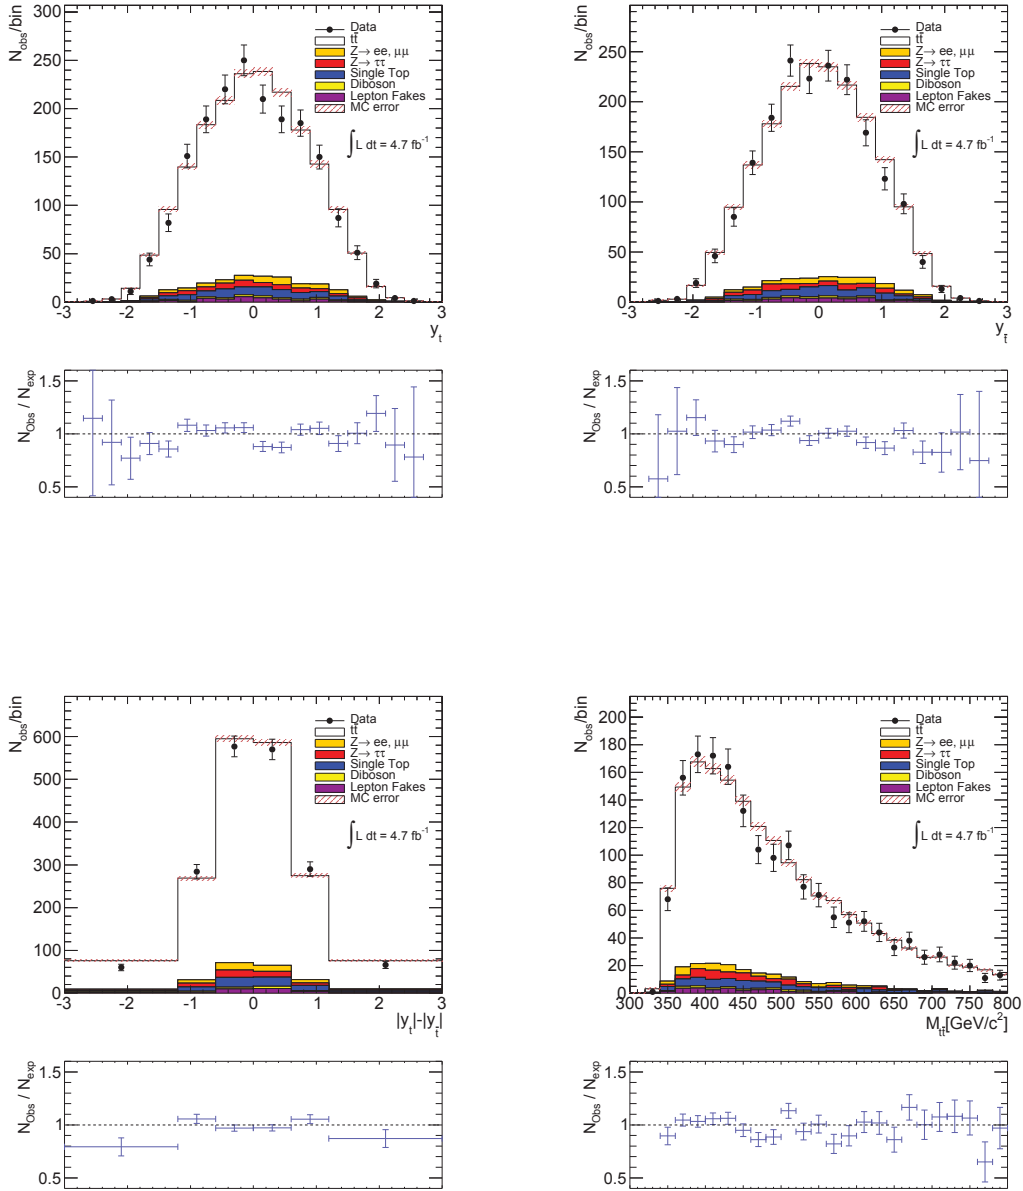 N_obs/bin
300
250
200
150
100
50
0
Data
tt̄
Z→ ee, μμ
Z→ ττ
Single Top
Diboson
Lepton Fakes
MC error
∫ L dt = 4.7 fb⁻¹
-3 -2 -1 0 1 2 3
y_t
N_obs/bin
300
250
200
150
100
50
0
Data
tt̄
Z→ ee, μμ
Z→ ττ
Single Top
Diboson
Lepton Fakes
MC error
∫ L dt = 4.7 fb⁻¹
-3 -2 -1 0 1 2 3
y_t̄
N_Obs / N_exp
1.5
1
0.5
N_Obs / N_exp
1.5
1
0.5
N_obs/bin
600
500
400
300
200
100
0
Data
tt̄
Z→ ee, μμ
Z→ ττ
Single Top
Diboson
Lepton Fakes
MC error
∫ L dt = 4.7 fb⁻¹
-3 -2 -1 0 1 2 3
|y_t|-|y_t̄|
N_obs/bin
200
180
160
140
120
100
80
60
40
20
0
Data
tt̄
Z→ ee, μμ
Z→ ττ
Single Top
Diboson
Lepton Fakes
MC error
∫ L dt = 4.7 fb⁻¹
300 350 400 450 500 550 600 650 700 750 800
M_tt̄[GeV/c²]
N_Obs / N_exp
1.5
1
0.5
N_Obs / N_exp
1.5
1
0.5